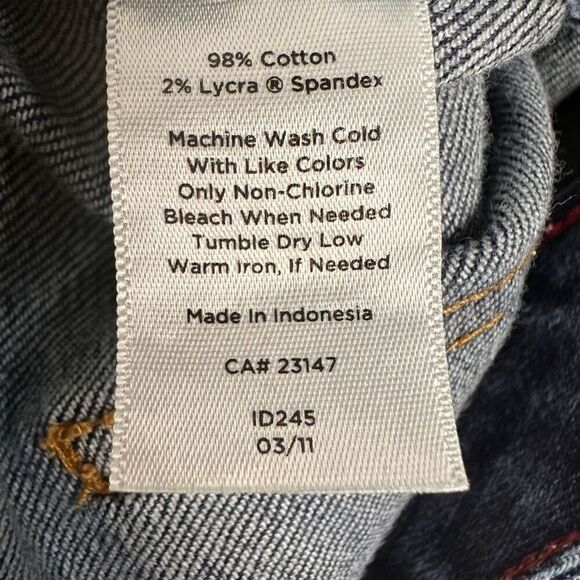 98% Cotton
2% Lycra ® Spandex
Machine Wash Cold
With Like Colors
Only Non-Chlorine
Bleach When Needed
Tumble Dry Low
Warm Iron, If Needed
Made In Indonesia
CA# 23147
ID245
03/11